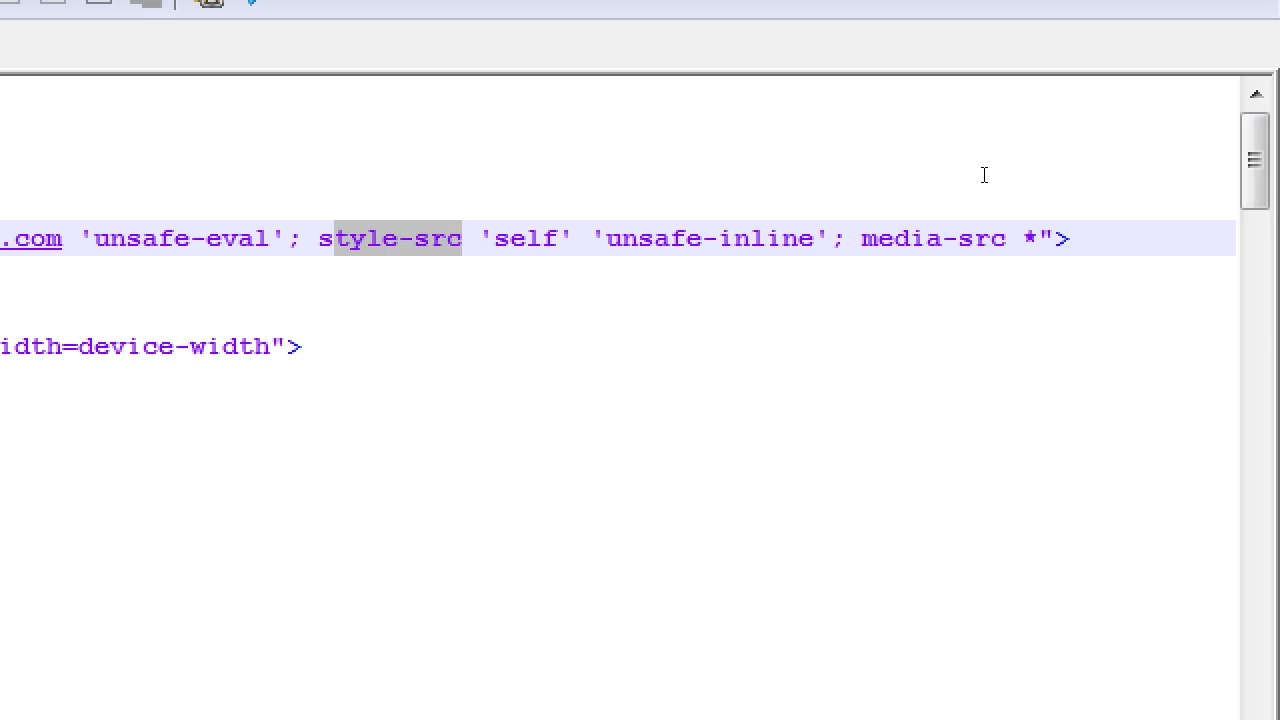 .com 'unsafe-eval'; style-src 'self' 'unsafe-inline'; media-src *">
idth=device-width">